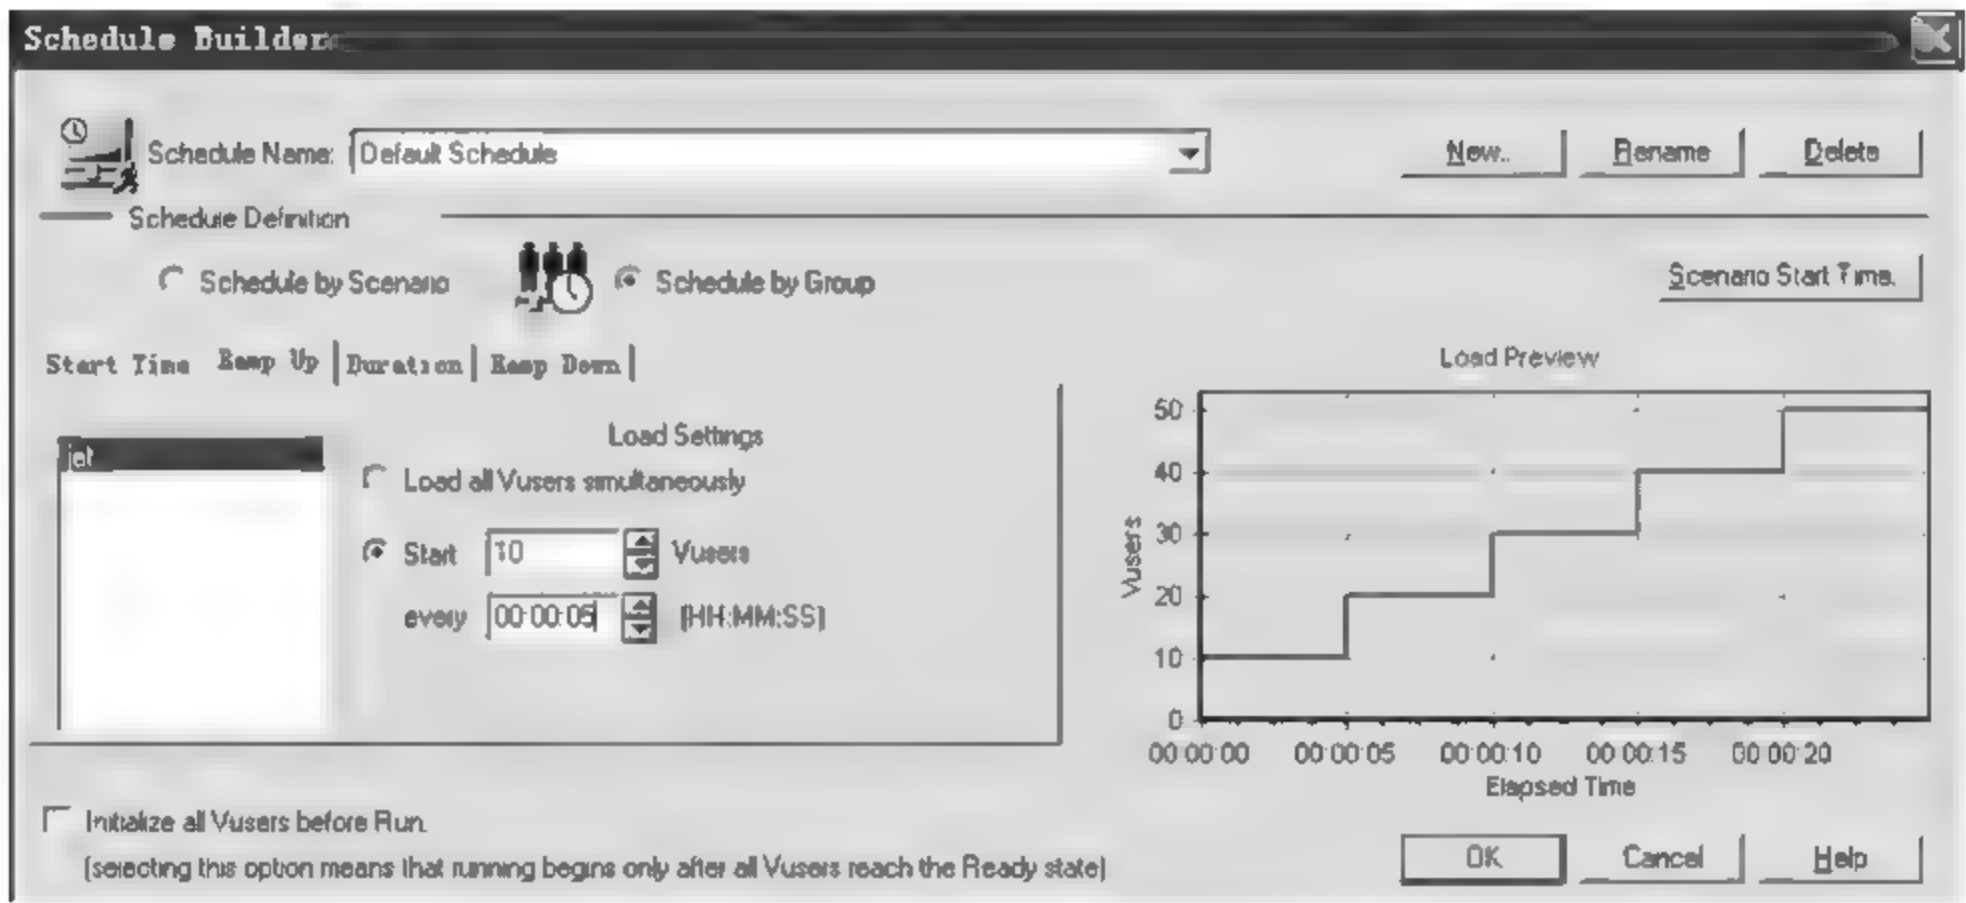 Schedule Builder
Schedule Name: Default Schedule New.. Rename Delete
Schedule Definition
Schedule by Scenario Schedule by Group Scenario Start Time.
Start Time Ramp Up Duration Ramp Down
Load Preview
jet
Load Settings
Load all Vusers simultaneously
Start 10 Vusers
every 00:00:05 (HH:MM:SS)
50
40
30
20
10
0
Vusers
00:00:00 00:00:05 00:00:10 00:00:15 00:00:20
Elapsed Time
Initialize all Vusers before Run.
(selecting this option means that running begins only after all Vusers reach the Ready state)
OK Cancel Help